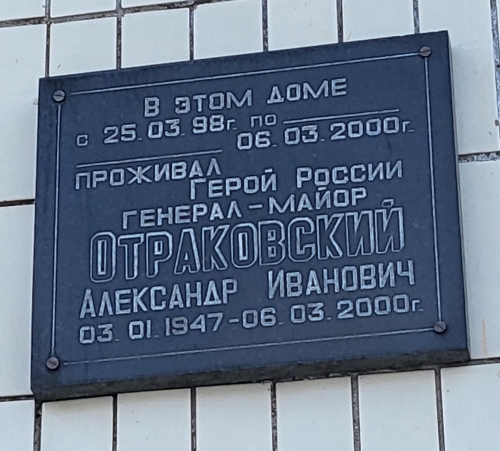 В ЭТОМ ДОМЕ
с 25.03.98г. по
06.03.2000г.
ПРОЖИВАЛ
ГЕРОЙ РОССИИ
ГЕНЕРАЛ-МАЙОР
ОТРАКОВСКИЙ
АЛЕКСАНДР ИВАНОВИЧ
03.01.1947-06.03.2000г.